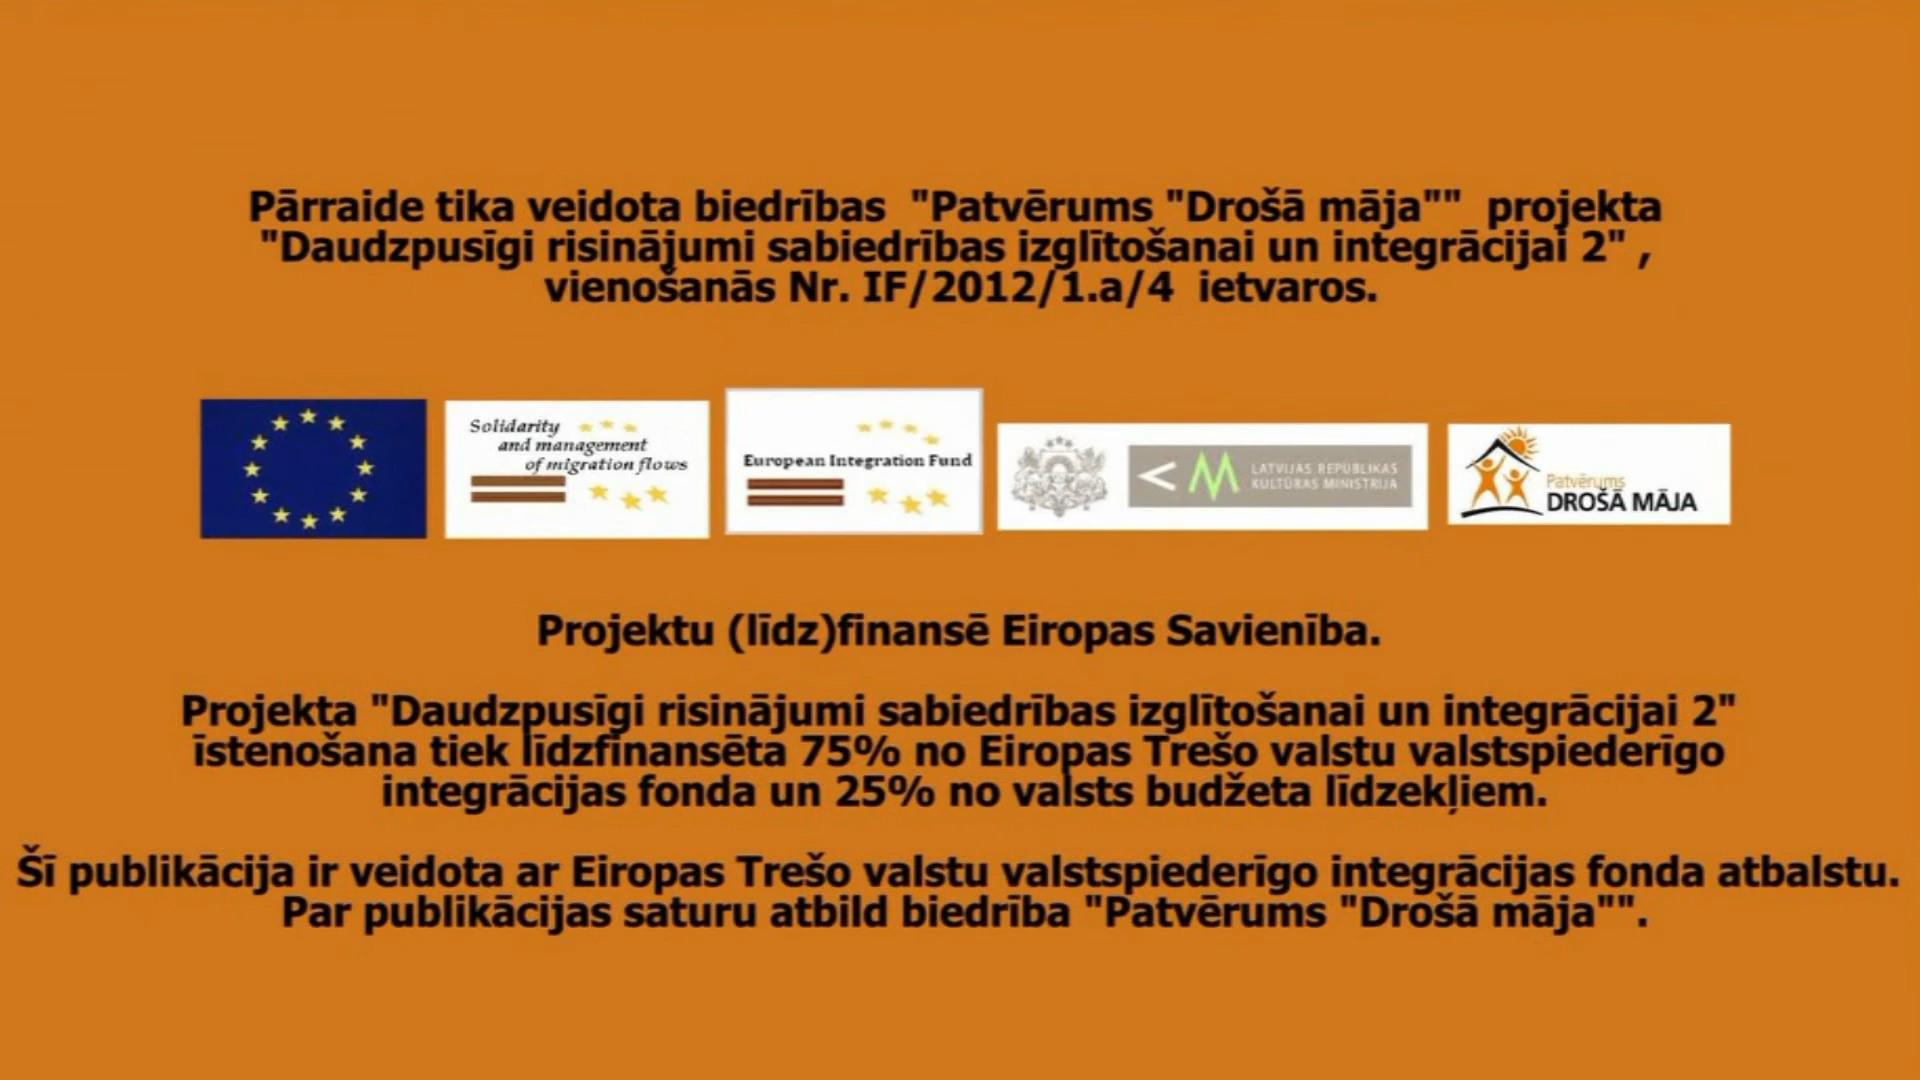 Pārraide tika veidota biedrības "Patvērums "Drošā māja"" projekta
"Daudzpusīgi risinājumi sabiedrības izglītošanai un integrācijai 2" ,
vienošanās Nr. IF/2012/1.a/4 ietvaros.
Solidarity
and management
of migration flows
European Integration Fund
LATVIJAS REPUBLIKAS
KULTŪRAS MINISTRIJA
Patvērums
DROŠĀ MĀJA
Projektu (līdz)finansē Eiropas Savienība.
Projekta "Daudzpusīgi risinājumi sabiedrības izglītošanai un integrācijai 2"
īstenošana tiek līdzfinansēta 75% no Eiropas Trešo valstu valstspiederīgo
integrācijas fonda un 25% no valsts budžeta līdzekļiem.
Šī publikācija ir veidota ar Eiropas Trešo valstu valstspiederīgo integrācijas fonda atbalstu.
Par publikācijas saturu atbild biedrība "Patvērums "Drošā māja"".